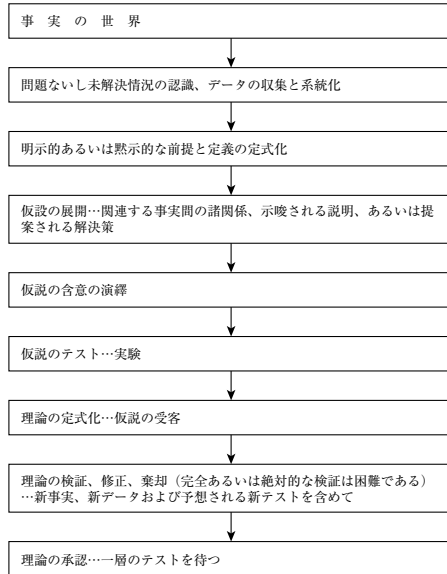 事 実 の 世 界
問題ないし未解決情況の認識、データの収集と系統化
明示的あるいは黙示的な前提と定義の定式化
仮設の展開…関連する事実間の諸関係、示唆される説明、あるいは提
案される解決策
仮説の含意の演繹
仮説のテスト…実験
理論の定式化…仮説の受客
理論の検証、修正、棄却（完全あるいは絶対的な検証は困難である）
…新事実、新データおよび予想される新テストを含めて
理論の承認…一層のテストを待つ